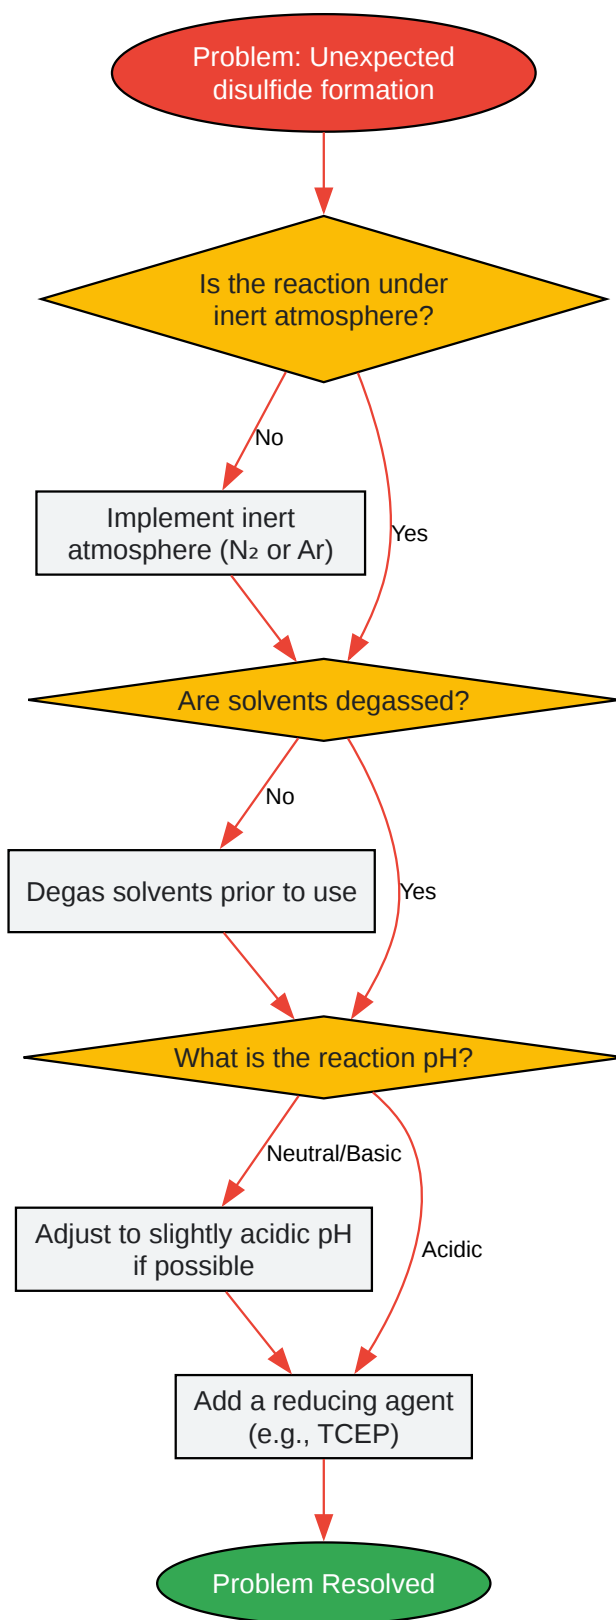 Problem: Unexpected
disulfide formation
Is the reaction under
inert atmosphere?
No
Implement inert
atmosphere (N₂ or Ar)
Yes
Are solvents degassed?
No
Degas solvents prior to use
Yes
What is the reaction pH?
Neutral/Basic
Adjust to slightly acidic pH
if possible
Acidic
Add a reducing agent
(e.g., TCEP)
Problem Resolved